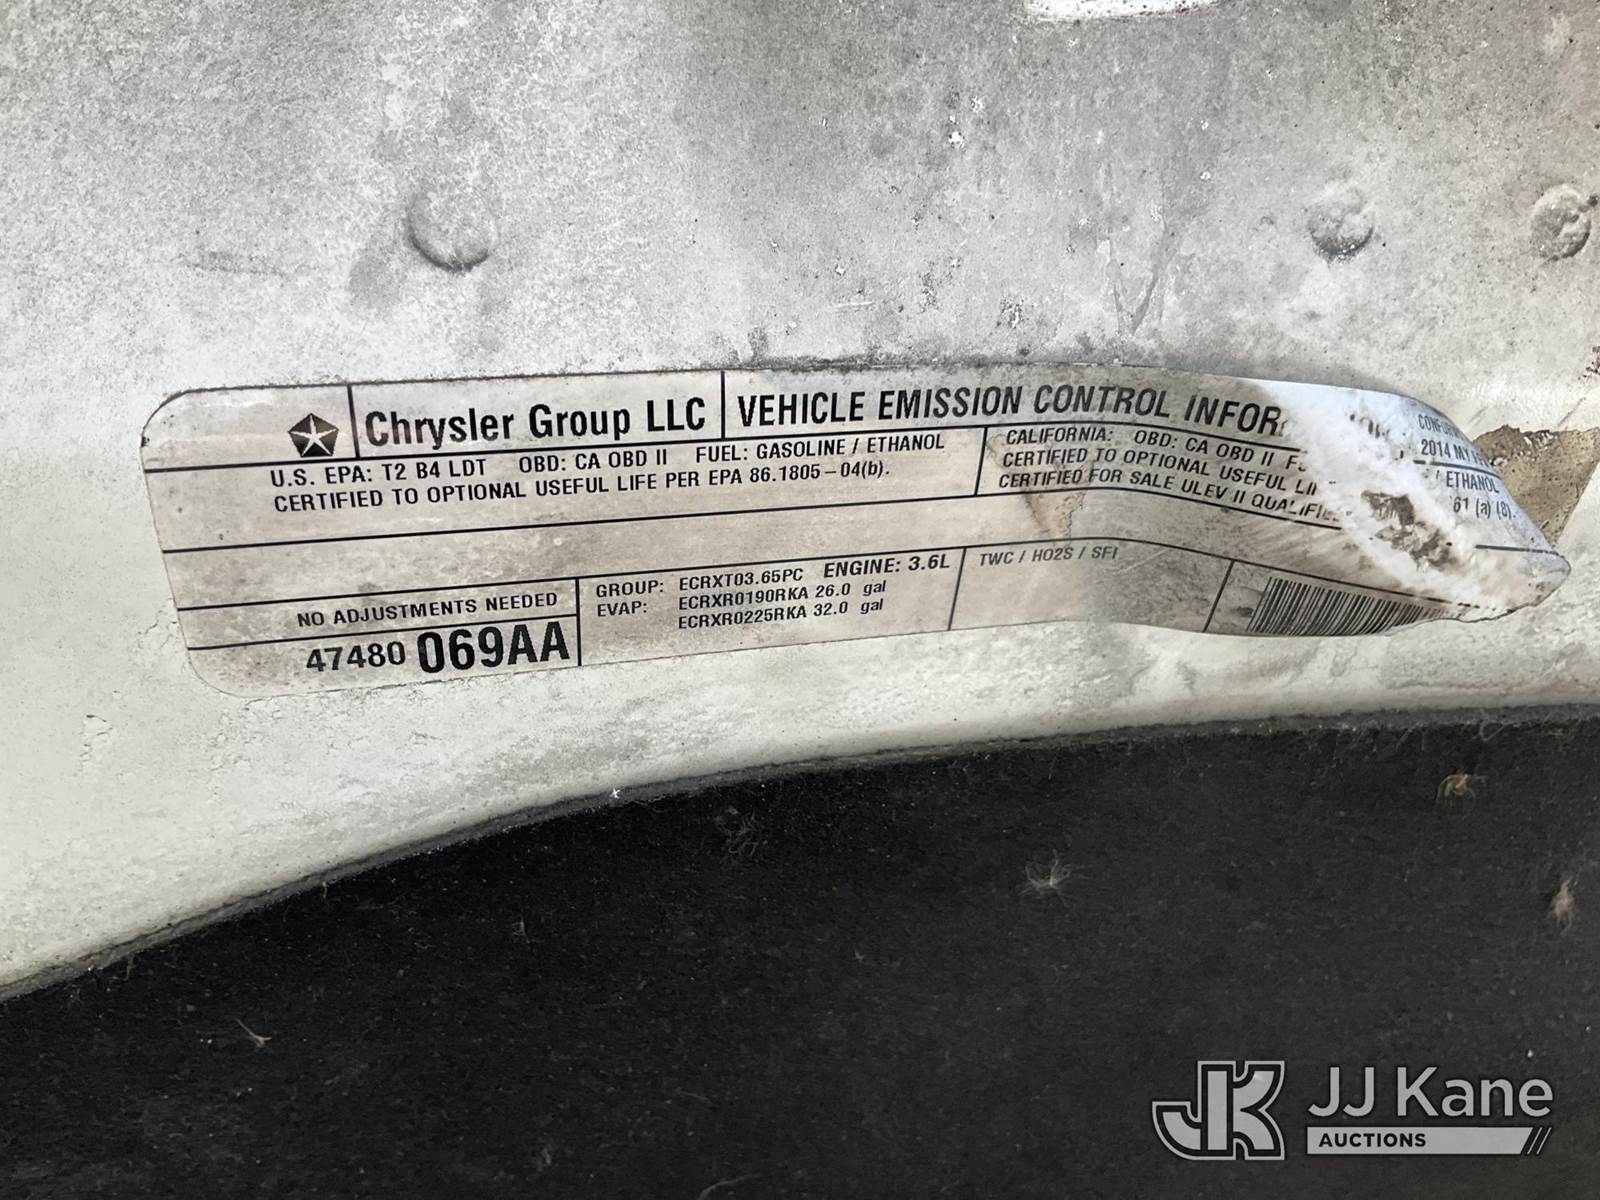 Chrysler Group LLC VEHICLE EMISSION CONTROL INFOR CONFORM
U.S. EPA: T2 B4 LDT OBD: CA OBD II FUEL: GASOLINE / ETHANOL
CERTIFIED TO OPTIONAL USEFUL LIFE PER EPA 86.1805-04(b).
CALIFORNIA: OBD: CA OBD II 2014 MY
CERTIFIED TO OPTIONAL USEFUL / ETHANOL
CERTIFIED FOR SALE ULEV II 61 (a) (8).
NO ADJUSTMENTS NEEDED
47480 069AA
GROUP: ECRXT03.65PC ENGINE: 3.6L
EVAP: ECRXR0190RKA 26.0 gal
ECRXR0225RKA 32.0 gal
TWC / HO2S / SFI
JK JJ Kane
AUCTIONS